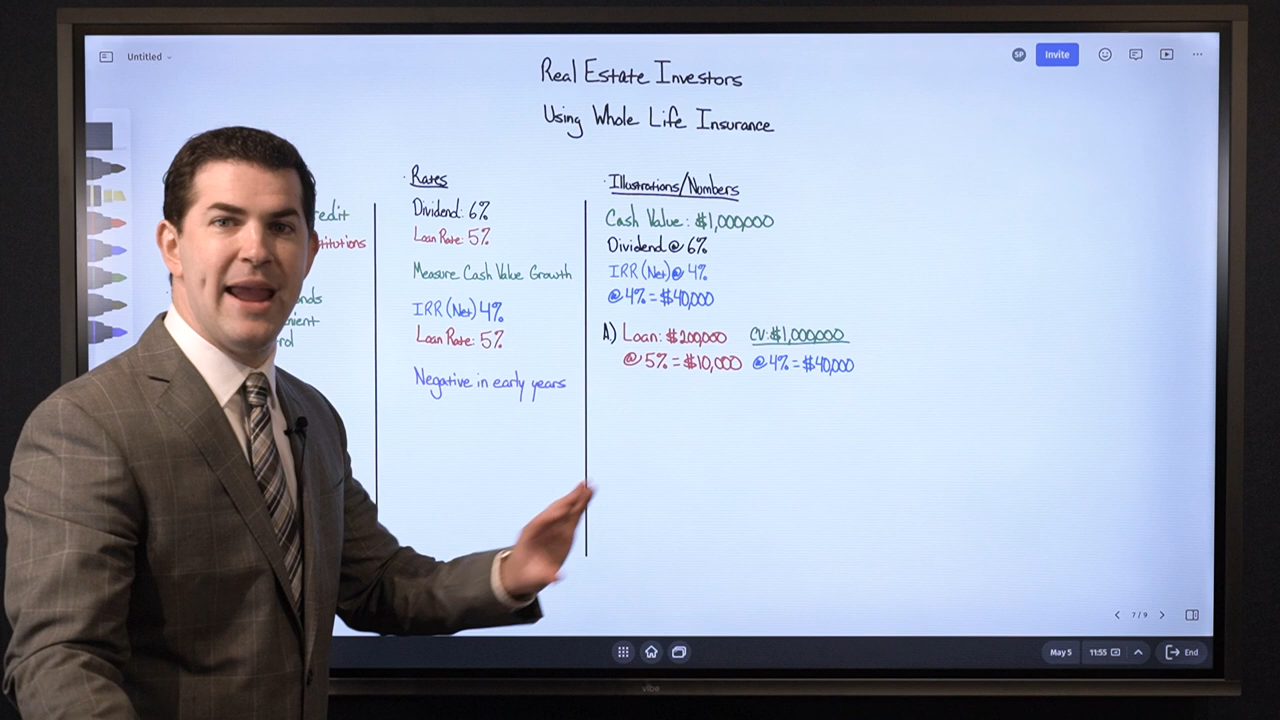 Untitled
SP
Invite
Real Estate Investors
Using Whole Life Insurance
redit
titutions
nds
nient
rol
· Rates
Dividend: 6%
Loan Rate: 5%
Measure Cash Value Growth
IRR (Net) 4%
Loan Rate: 5%
Negative in early years
· Illustrations/Numbers
Cash Value: $1,000,000
Dividend @ 6%
IRR (Net) @ 4%
@ 4% = $40,000
A) Loan: $200,000 CV: $1,000,000
@ 5% = $10,000 @ 4% = $40,000
7 / 9
May 5 11:55 End
vibe